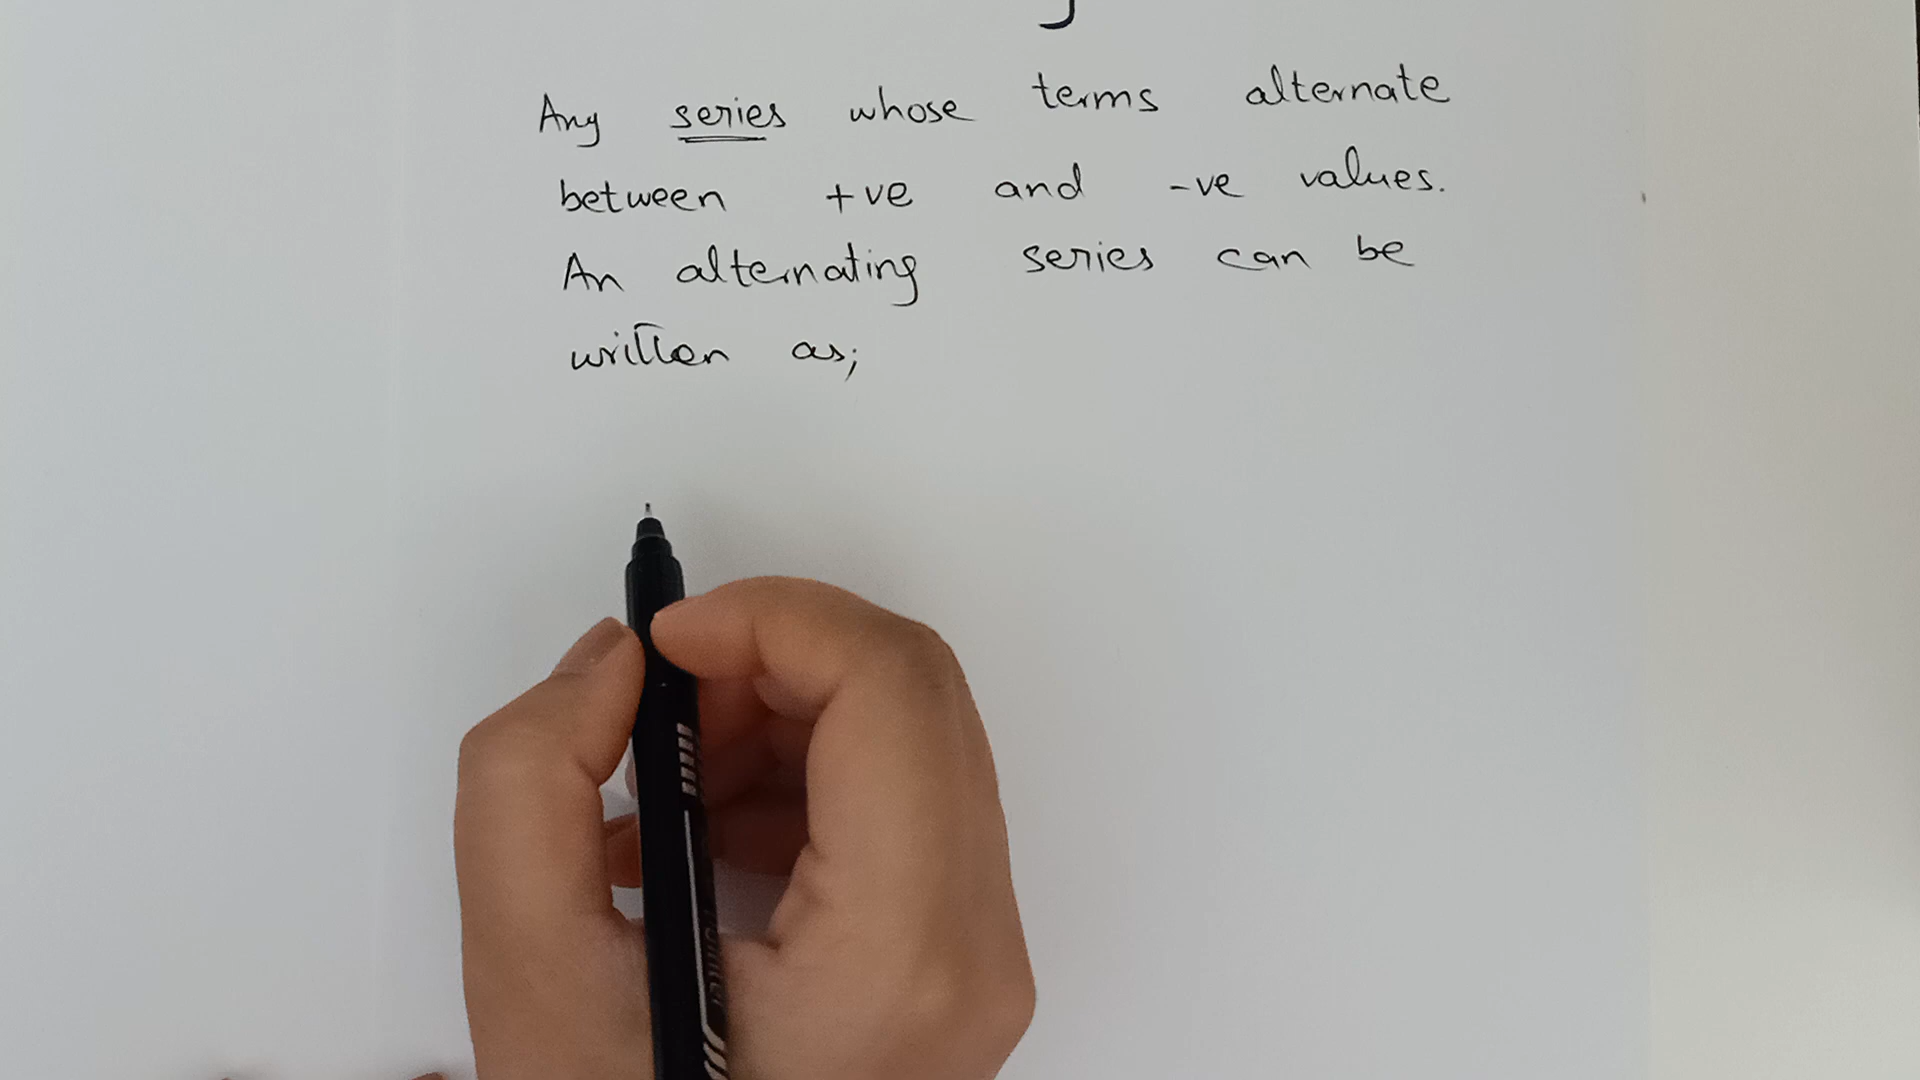 Any series whose terms alternate
between +ve and -ve values.
An alternating series can be
written as;